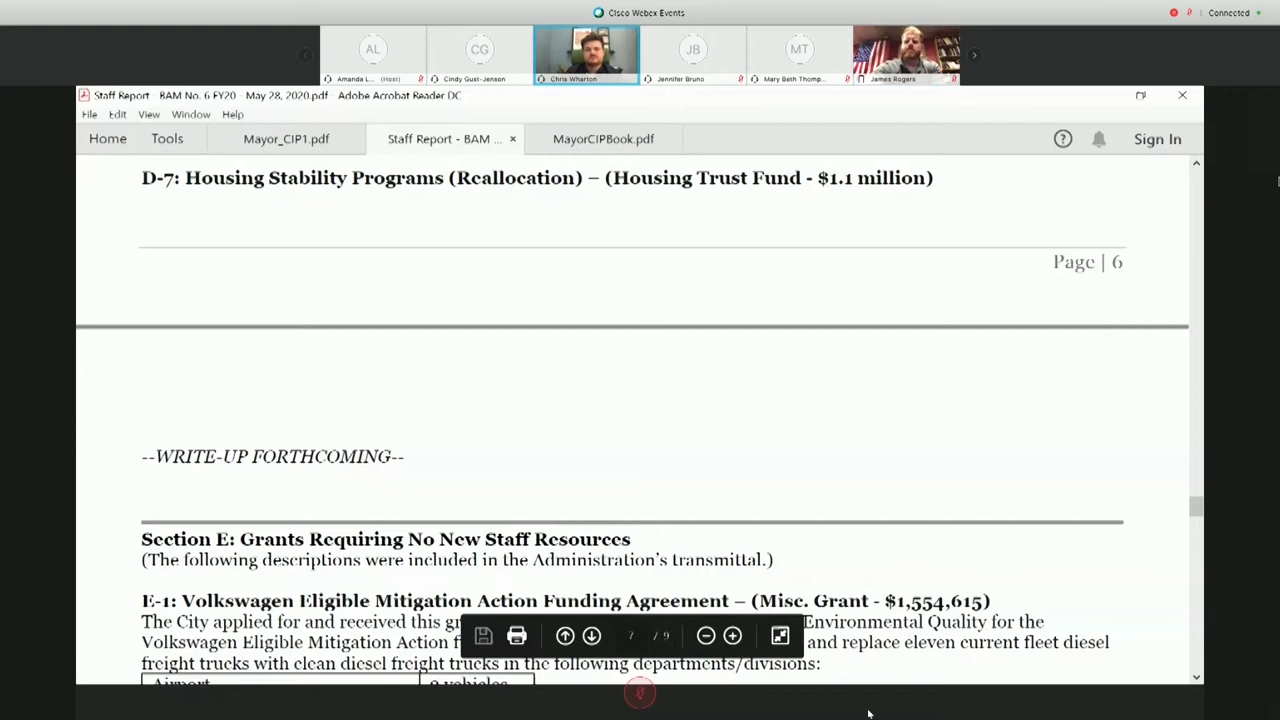 Cisco Webex Events
Connected
AL
CG
JB
MT
Amanda L... (Host)
Cindy Gust-Jenson
Chris Wharton
Jennifer Bruno
Mary Beth Thomp...
James Rogers
Staff Report - BAM No. 6 FY20 - May 28, 2020.pdf - Adobe Acrobat Reader DC
File Edit View Window Help
Home Tools Mayor_CIP1.pdf Staff Report - BAM ... × MayorCIPBook.pdf Sign In
D-7: Housing Stability Programs (Reallocation) – (Housing Trust Fund - $1.1 million)
Page | 6
--WRITE-UP FORTHCOMING--
Section E: Grants Requiring No New Staff Resources
(The following descriptions were included in the Administration's transmittal.)
E-1: Volkswagen Eligible Mitigation Action Funding Agreement – (Misc. Grant - $1,554,615)
The City applied for and received this gr Environmental Quality for the
Volkswagen Eligible Mitigation Action f and replace eleven current fleet diesel
freight trucks with clean diesel freight trucks in the following departments/divisions:
7 / 9
Airport vehicles